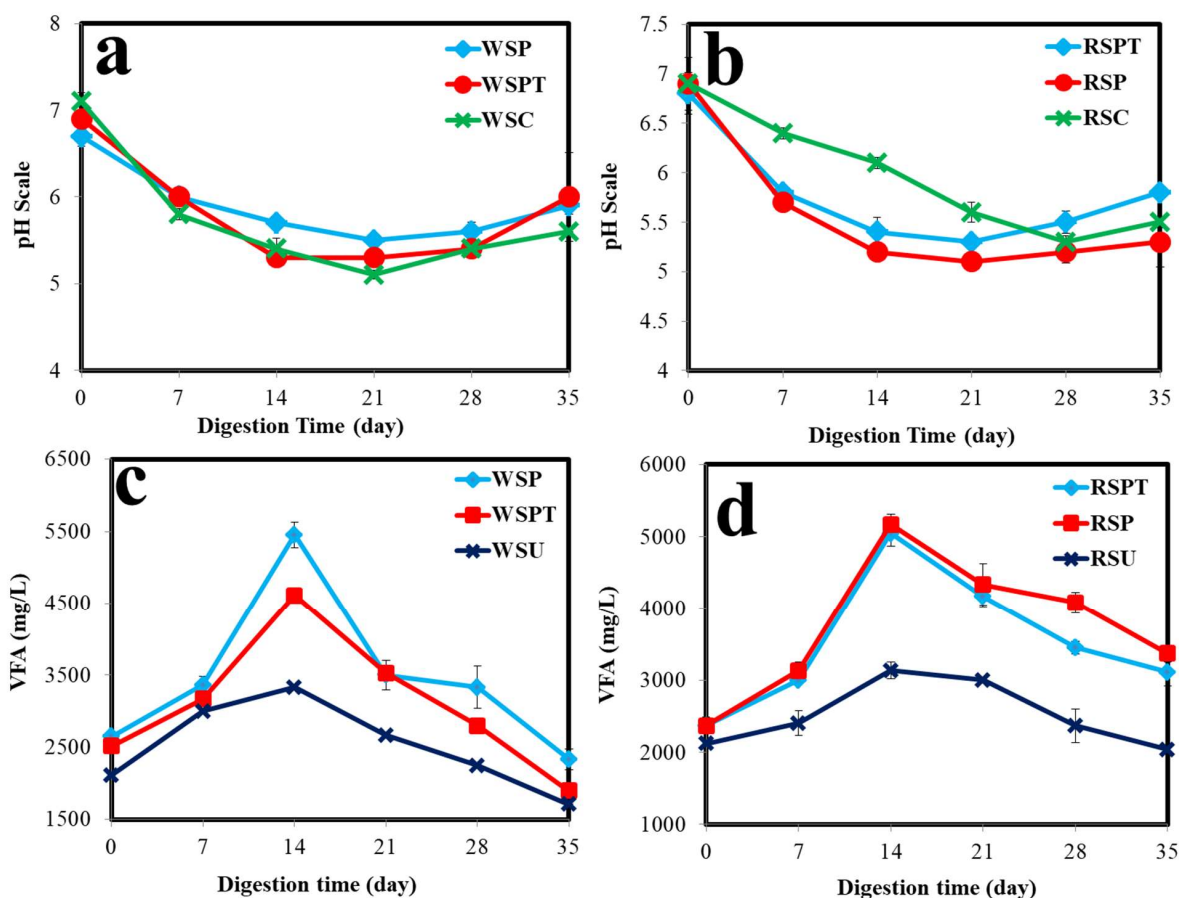 a
WSP
WSPT
WSC
8
7
6
5
4
pH Scale
0 7 14 21 28 35
Digestion Time (day)
b
RSPT
RSP
RSC
7.5
7
6.5
6
5.5
5
4.5
4
pH Scale
0 7 14 21 28 35
Digestion Time (day)
c
WSP
WSPT
WSU
6500
5500
4500
3500
2500
1500
VFA (mg/L)
0 7 14 21 28 35
Digestion time (day)
d
RSPT
RSP
RSU
6000
5000
4000
3000
2000
1000
VFA (mg/L)
0 7 14 21 28 35
Digestion time (day)